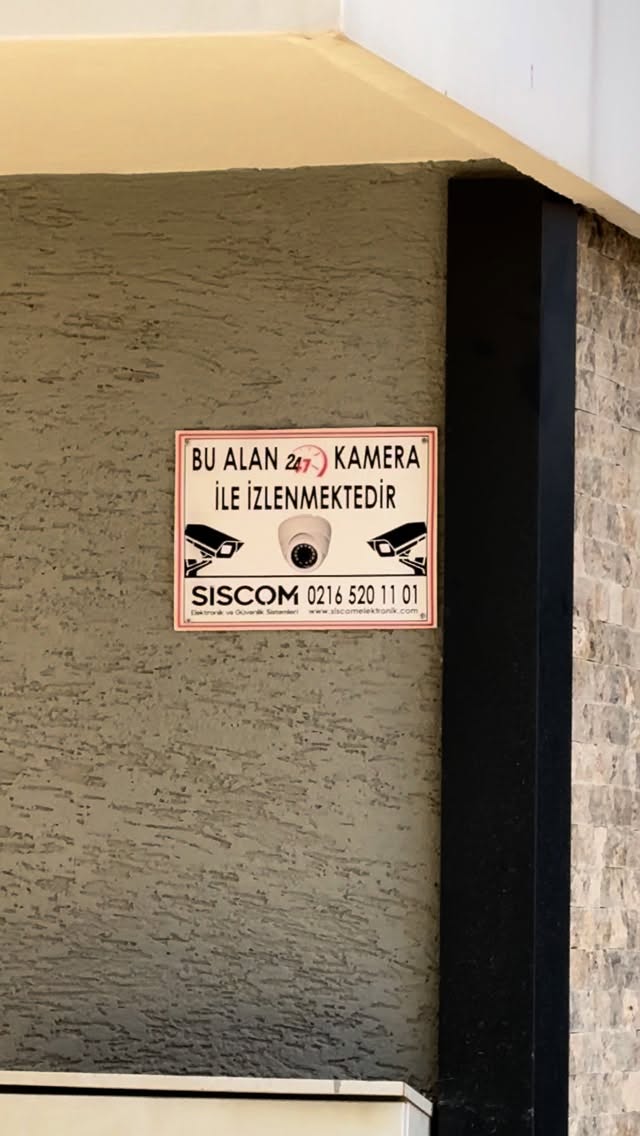 BU ALAN 24/7 KAMERA
İLE İZLENMEKTEDİR
SISCOM 0216 520 11 01
Elektronik ve Güvenlik Sistemleri www.siscomelektronik.com